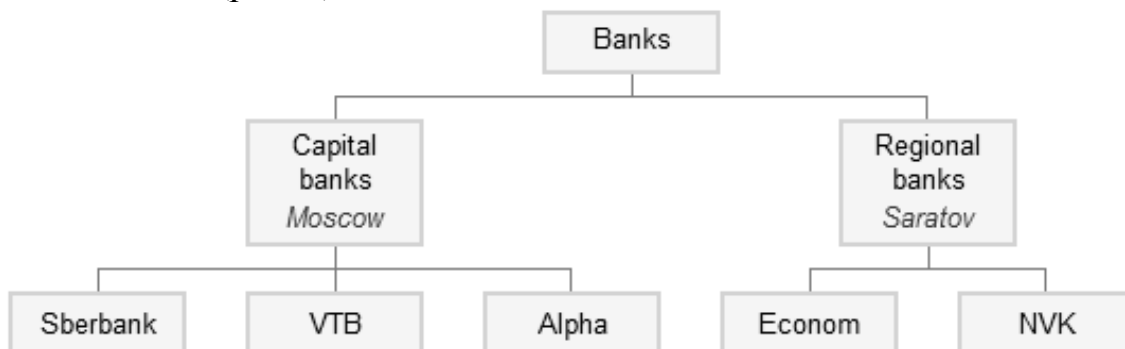 Banks
Capital
banks
Moscow
Regional
banks
Saratov
Sberbank
VTB
Alpha
Econom
NVK